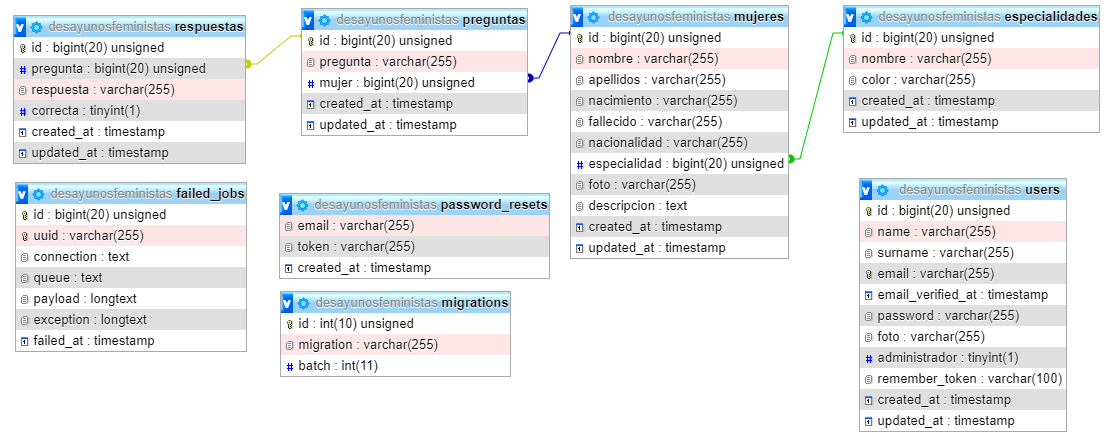 desayunosfeministas respuestas
id : bigint(20) unsigned
pregunta : bigint(20) unsigned
respuesta : varchar(255)
correcta : tinyint(1)
created_at : timestamp
updated_at : timestamp
desayunosfeministas preguntas
id : bigint(20) unsigned
pregunta : varchar(255)
mujer : bigint(20) unsigned
created_at : timestamp
updated_at : timestamp
desayunosfeministas mujeres
id : bigint(20) unsigned
nombre : varchar(255)
apellidos : varchar(255)
nacimiento : varchar(255)
fallecido : varchar(255)
nacionalidad : varchar(255)
especialidad : bigint(20) unsigned
foto : varchar(255)
descripcion : text
created_at : timestamp
updated_at : timestamp
desayunosfeministas especialidades
id : bigint(20) unsigned
nombre : varchar(255)
color : varchar(255)
created_at : timestamp
updated_at : timestamp
desayunosfeministas failed_jobs
id : bigint(20) unsigned
uuid : varchar(255)
connection : text
queue : text
payload : longtext
exception : longtext
failed_at : timestamp
desayunosfeministas password_resets
email : varchar(255)
token : varchar(255)
created_at : timestamp
desayunosfeministas migrations
id : int(10) unsigned
migration : varchar(255)
batch : int(11)
desayunosfeministas users
id : bigint(20) unsigned
name : varchar(255)
surname : varchar(255)
email : varchar(255)
email_verified_at : timestamp
password : varchar(255)
foto : varchar(255)
administrador : tinyint(1)
remember_token : varchar(100)
created_at : timestamp
updated_at : timestamp